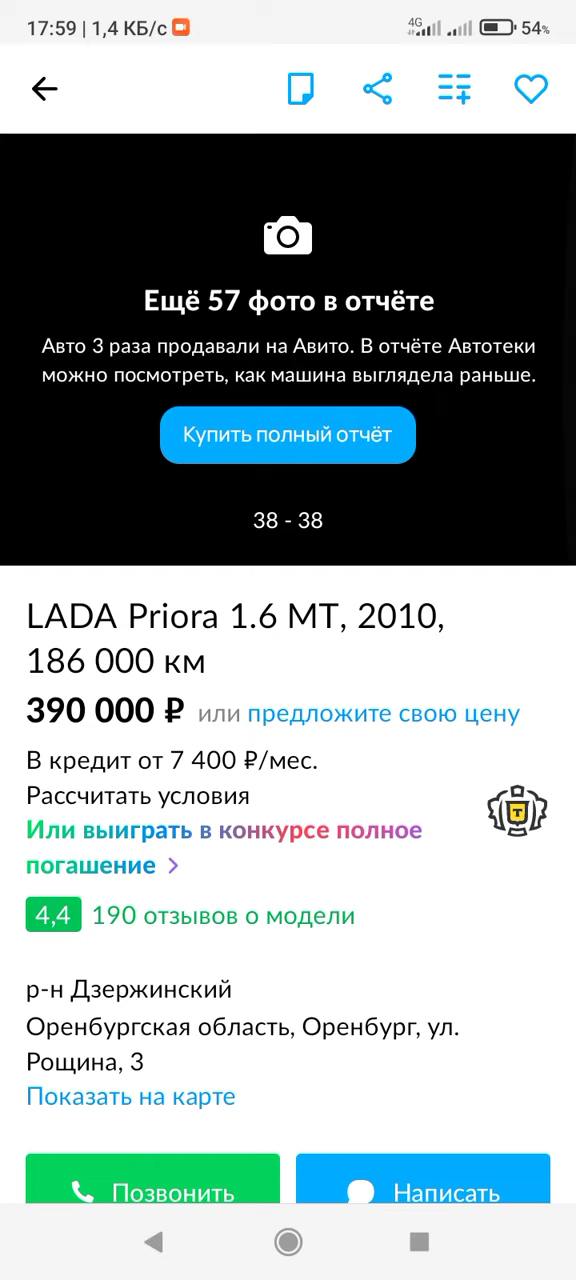 17:59 | 1,4 КБ/с
4G
54%
Ещё 57 фото в отчёте
Авто 3 раза продавали на Авито. В отчёте Автотеки
можно посмотреть, как машина выглядела раньше.
Купить полный отчёт
38 - 38
LADA Priora 1.6 MT, 2010,
186 000 км
390 000 ₽ или предложите свою цену
В кредит от 7 400 ₽/мес.
Рассчитать условия
Или выиграть в конкурсе полное
погашение
Т
4,4 190 отзывов о модели
р-н Дзержинский
Оренбургская область, Оренбург, ул.
Рощина, 3
Показать на карте
Позвонить
Написать